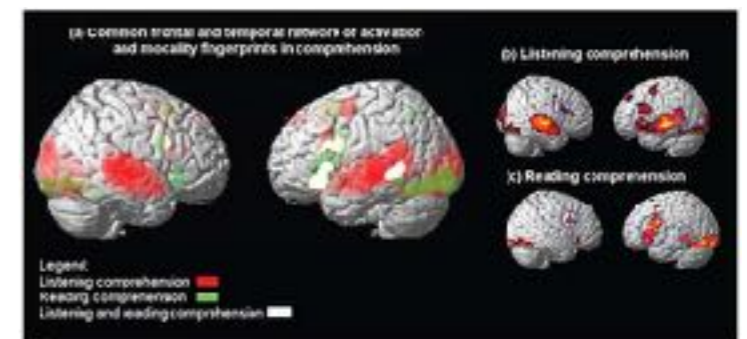 (a) Common frontal and temporal network of activation
and mocality fingerprints in comprehension
(b) Listening comprehension
(c) Reading comprehension
Legend:
Listening comprehension
Reading comprehension
Listening and reading comprehension